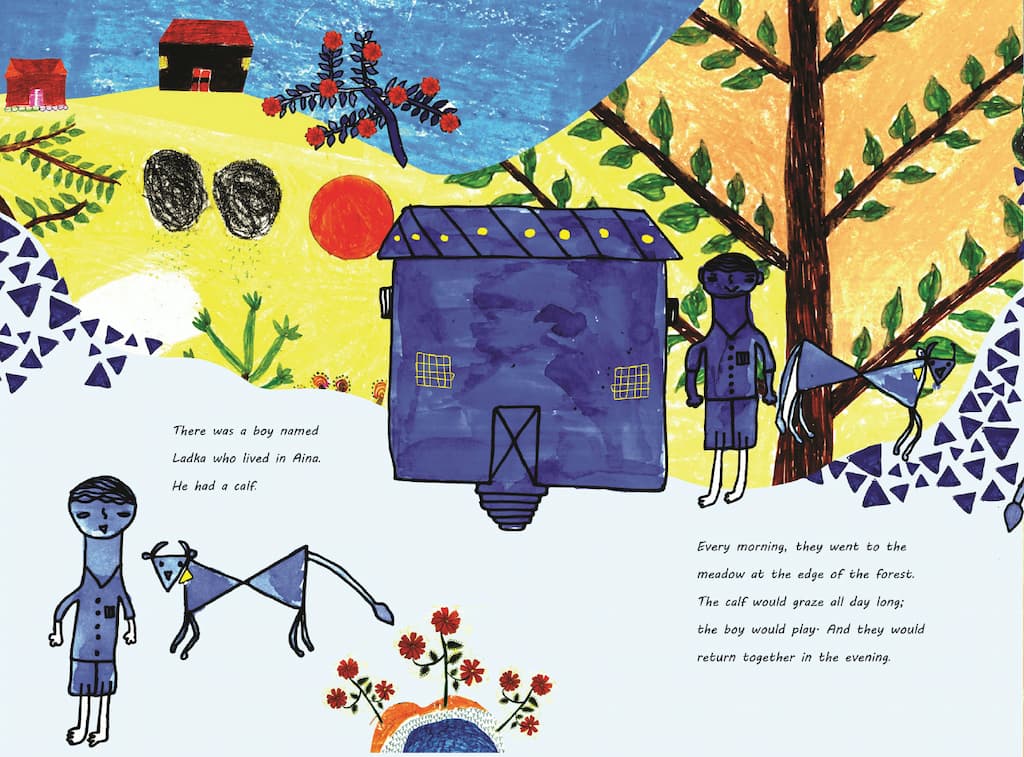 There was a boy named
Ladka who lived in Aina.
He had a calf.
Every morning, they went to the
meadow at the edge of the forest.
The calf would graze all day long;
the boy would play. And they would
return together in the evening.